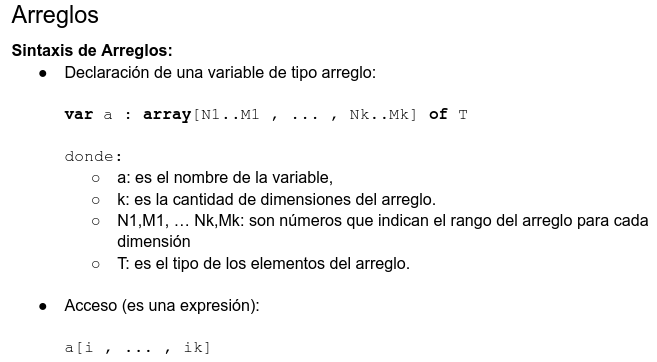 Arreglos
Sintaxis de Arreglos:
● Declaración de una variable de tipo arreglo:
var a : array[N1..M1 , ... , Nk..Mk] of T
donde:
○ a: es el nombre de la variable,
○ k: es la cantidad de dimensiones del arreglo.
○ N1,M1, … Nk,Mk: son números que indican el rango del arreglo para cada
dimensión
○ T: es el tipo de los elementos del arreglo.
● Acceso (es una expresión):
a[i , ... , ik]